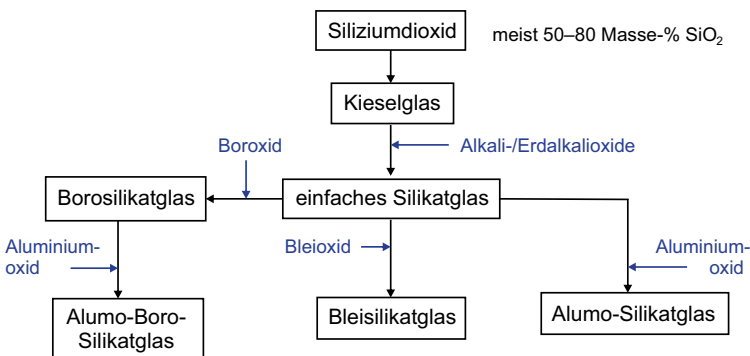 Siliziumdioxid
meist 50–80 Masse-% SiO₂
Kieselglas
Boroxid
Alkali-/Erdalkalioxide
Borosilikatglas
einfaches Silikatglas
Aluminium-
oxid
Bleioxid
Aluminium-
oxid
Alumo-Boro-
Silikatglas
Bleisilikatglas
Alumo-Silikatglas